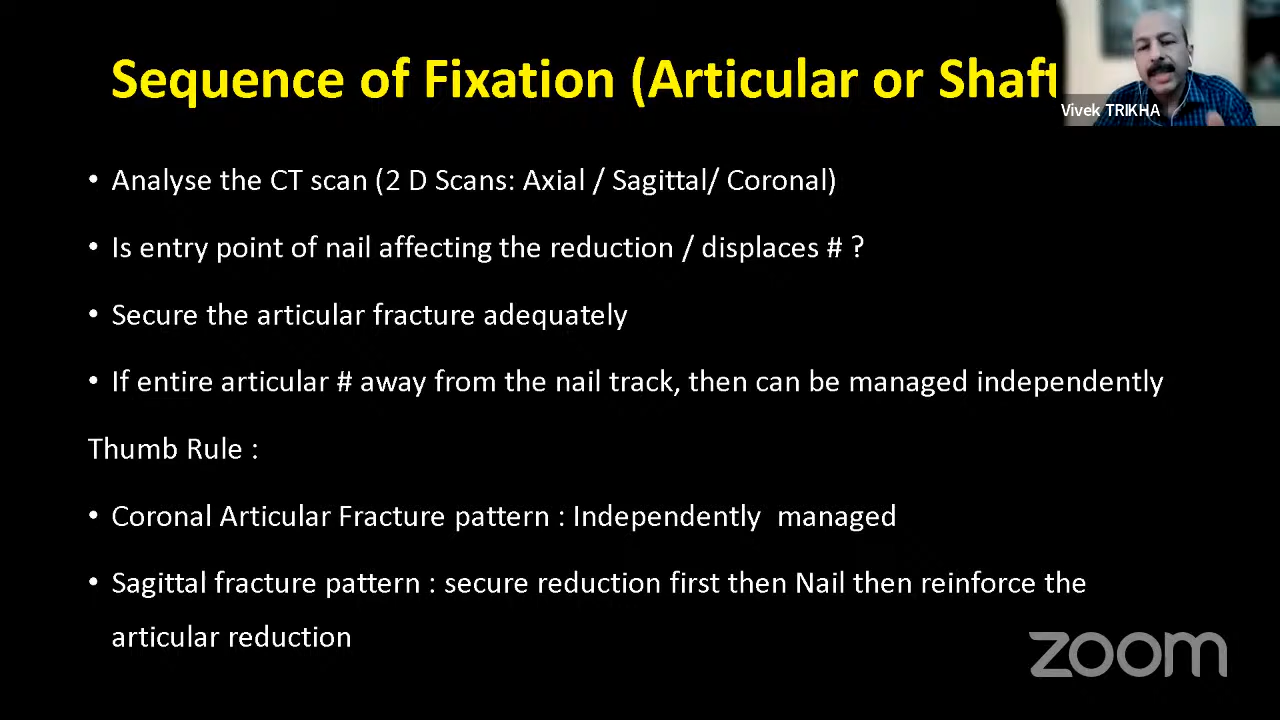 Sequence of Fixation (Articular or Shaft
Vivek TRIKHA
• Analyse the CT scan (2 D Scans: Axial / Sagittal/ Coronal)
• Is entry point of nail affecting the reduction / displaces # ?
• Secure the articular fracture adequately
• If entire articular # away from the nail track, then can be managed independently
Thumb Rule :
• Coronal Articular Fracture pattern : Independently  managed
• Sagittal fracture pattern : secure reduction first then Nail then reinforce the
articular reduction
zoom